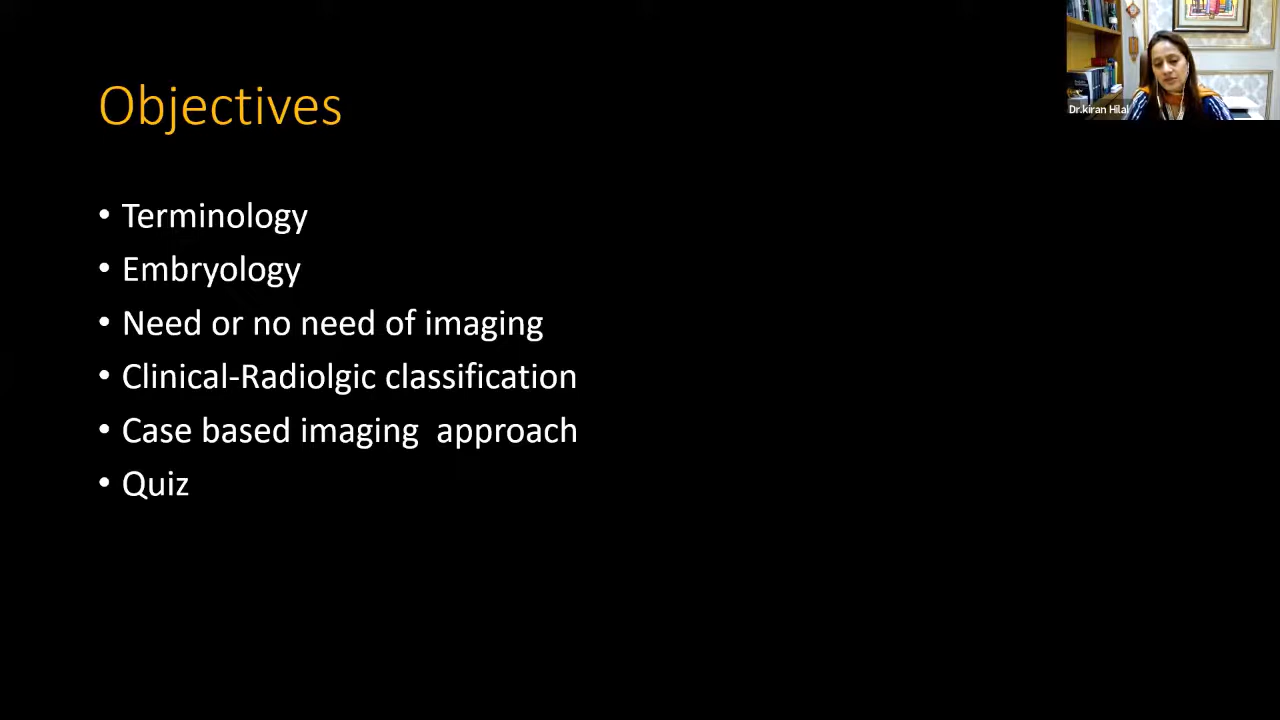 Objectives
• Terminology
• Embryology
• Need or no need of imaging
• Clinical-Radiolgic classification
• Case based imaging  approach
• Quiz
Dr.kiran Hilal